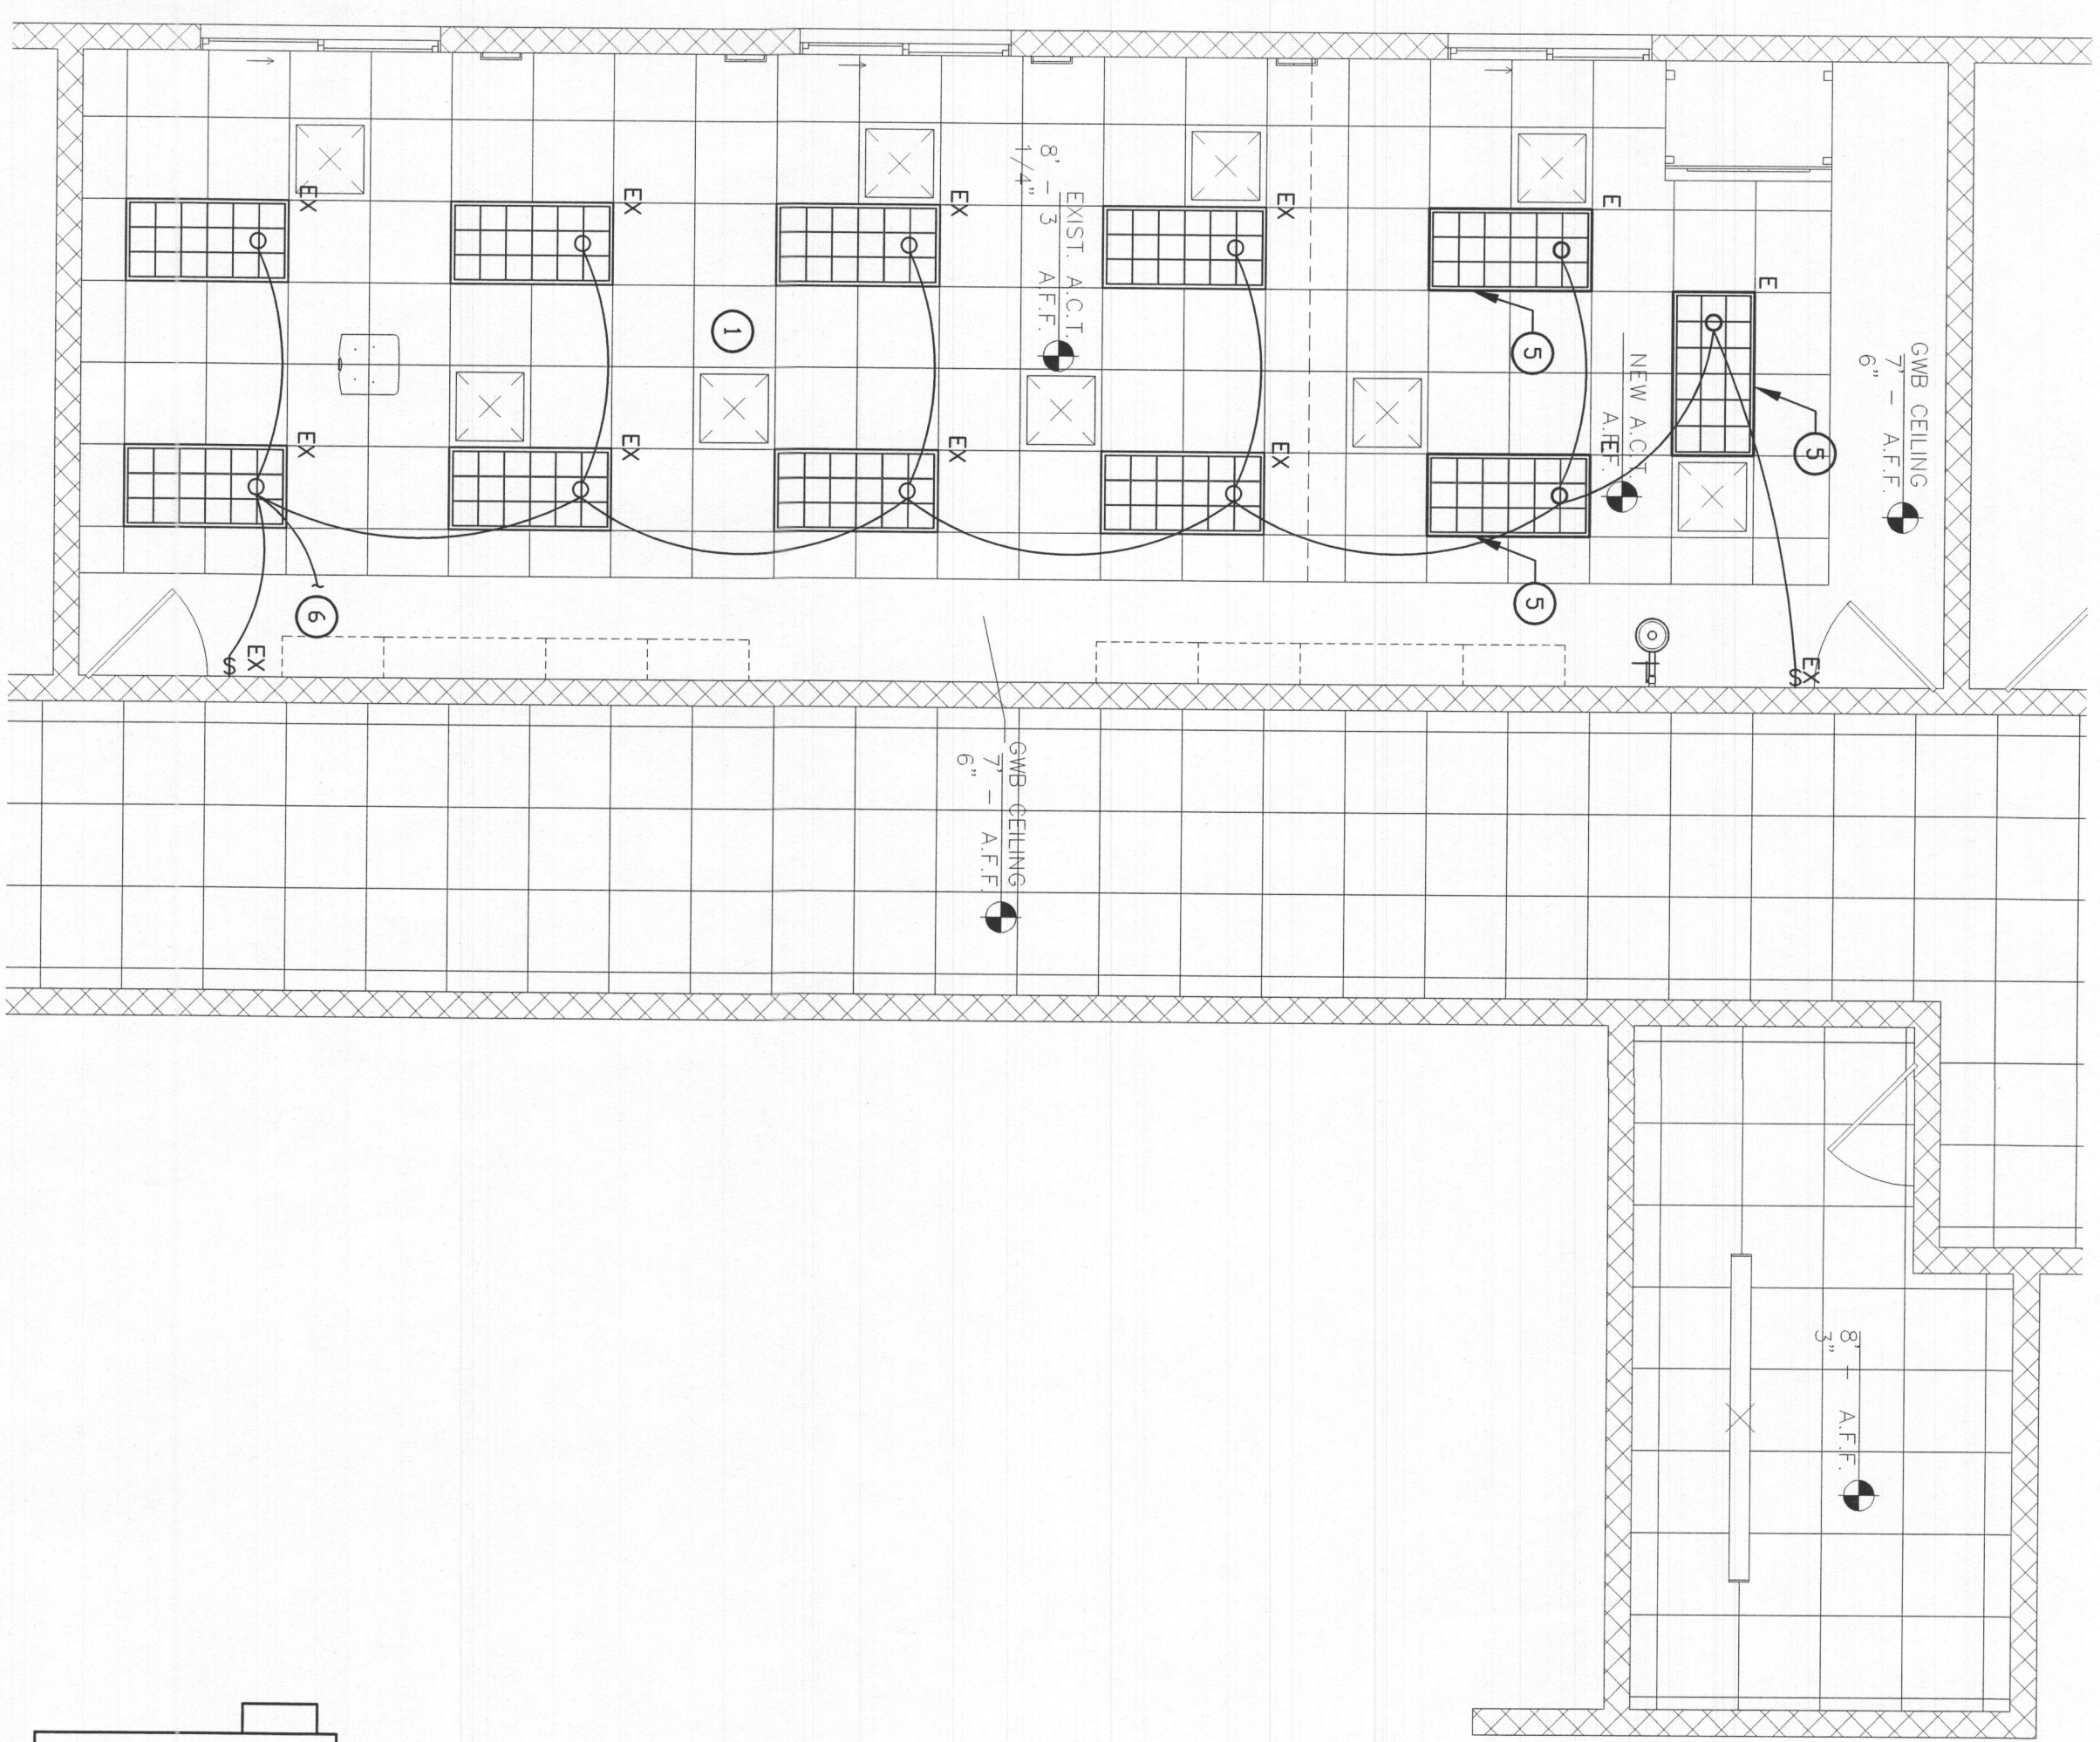 EX
EX
EX
EX
E
E
EXIST. A.C.T.
8' - 3
1/4"
A.F.F.
1
5
5
NEW A.C.T.
A.F.F.
E
GWB CEILING
7' -
6"
A.F.F.
EX
EX
EX
EX
6
5
EX
$
EX
$
GWB CEILING
7' -
6"
A.F.F.
8' -
3"
A.F.F.